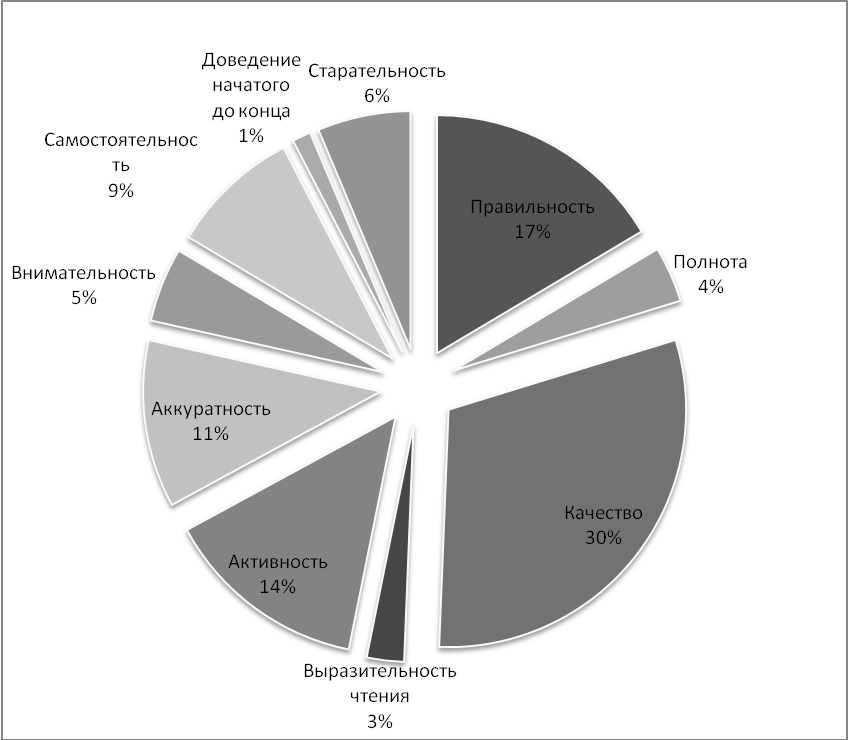 Доведение
начатого
до конца
1%
Старательность
6%
Самостоятельнос
ть
9%
Правильность
17%
Полнота
4%
Внимательность
5%
Аккуратность
11%
Качество
30%
Активность
14%
Выразительность
чтения
3%